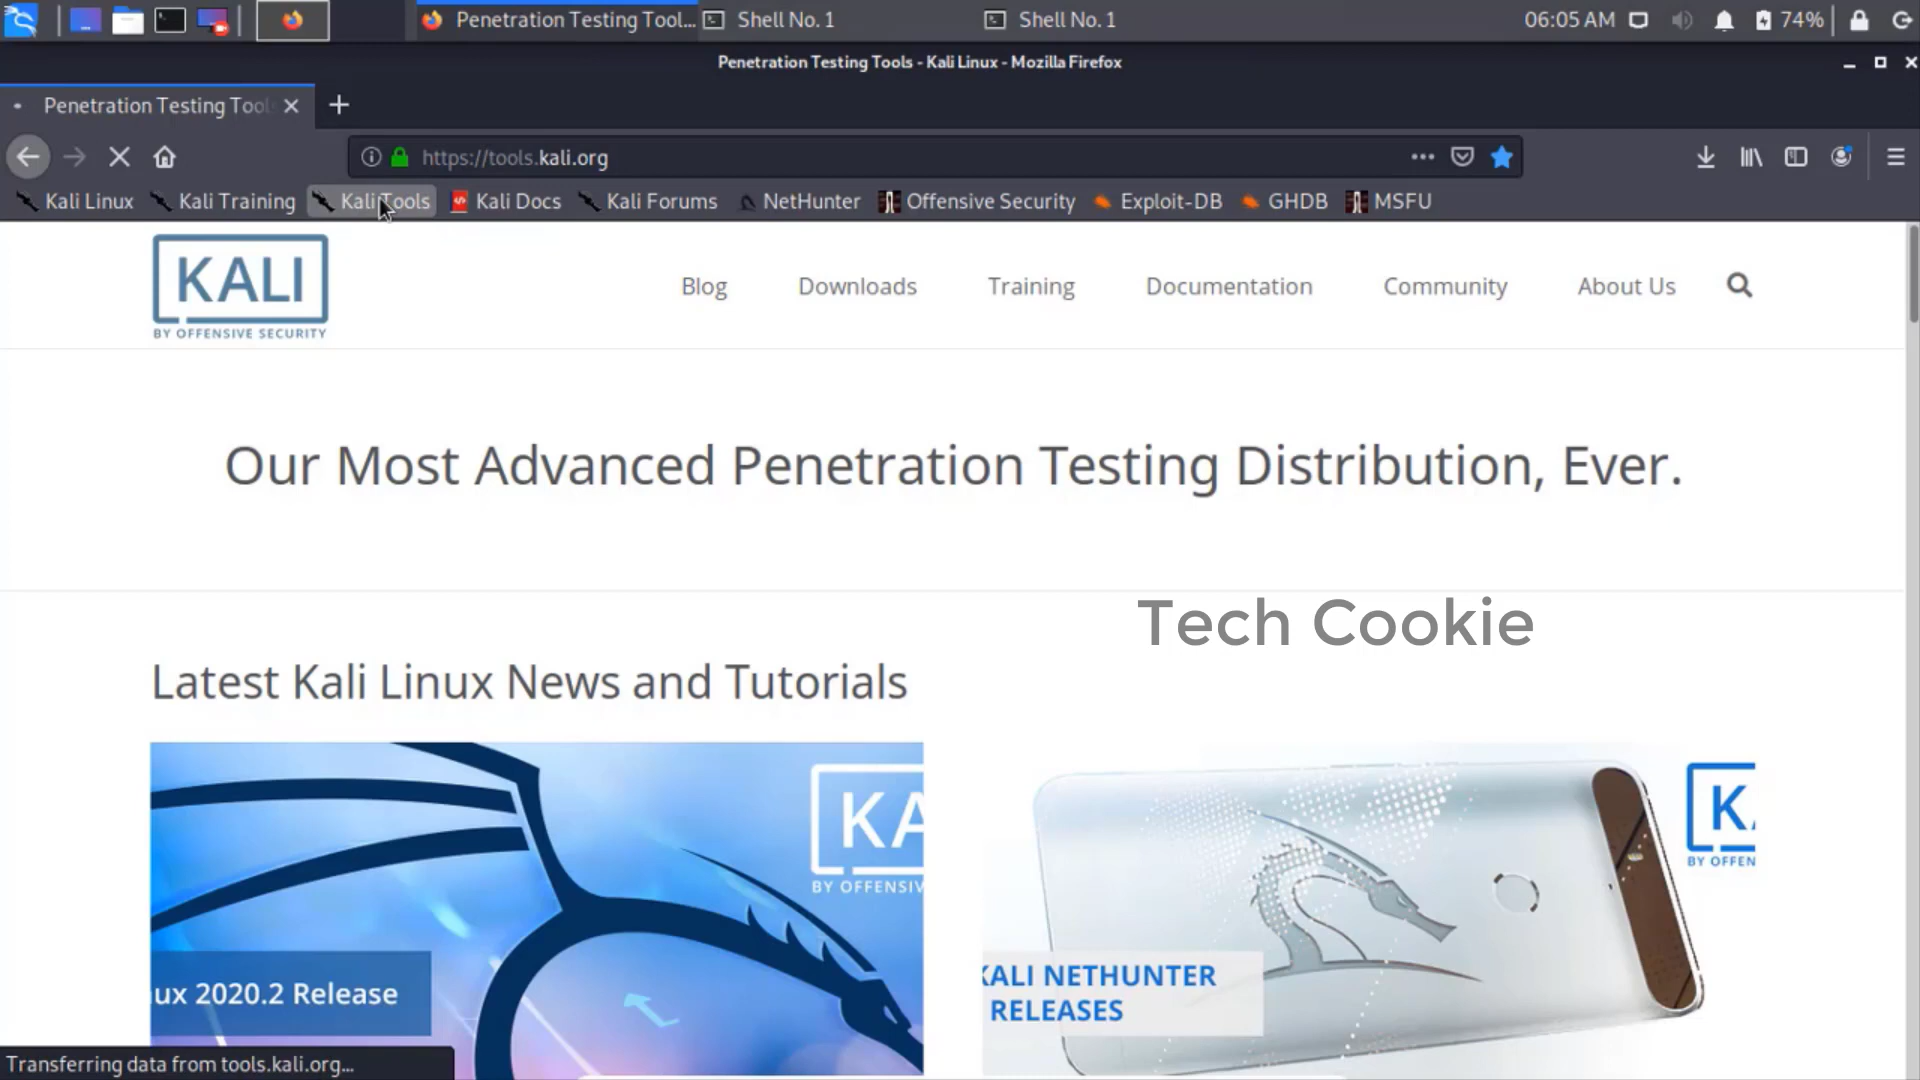 Penetration Testing Tool... Shell No. 1 Shell No. 1 06:05 AM 74%
Penetration Testing Tools - Kali Linux - Mozilla Firefox
Penetration Testing Tool
https://tools.kali.org
Kali Linux Kali Training Kali Tools Kali Docs Kali Forums NetHunter Offensive Security Exploit-DB GHDB MSFU
KALI
BY OFFENSIVE SECURITY
Blog Downloads Training Documentation Community About Us
Our Most Advanced Penetration Testing Distribution, Ever.
Tech Cookie
Latest Kali Linux News and Tutorials
KA
BY OFFENSIV
ux 2020.2 Release
K
BY OFFEN
KALI NETHUNTER
RELEASES
Transferring data from tools.kali.org...